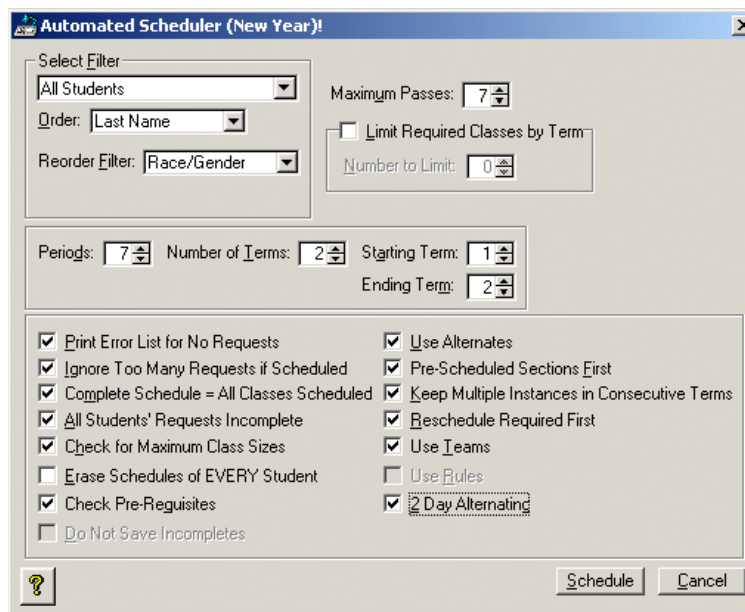 Automated Scheduler (New Year)!
Select Filter
All Students
Order: Last Name
Reorder Filter: Race/Gender
Maximum Passes: 7
Limit Required Classes by Term
Number to Limit: 0
Periods: 7 Number of Terms: 2 Starting Term: 1
Ending Term: 2
Print Error List for No Requests
Ignore Too Many Requests if Scheduled
Complete Schedule = All Classes Scheduled
All Students' Requests Incomplete
Check for Maximum Class Sizes
Erase Schedules of EVERY Student
Check Pre-Reguisites
Do Not Save Incompletes
Use Alternates
Pre-Scheduled Sections First
Keep Multiple Instances in Consecutive Terms
Reschedule Required First
Use Teams
Use Rules
2 Day Alternating
?
Schedule Cancel